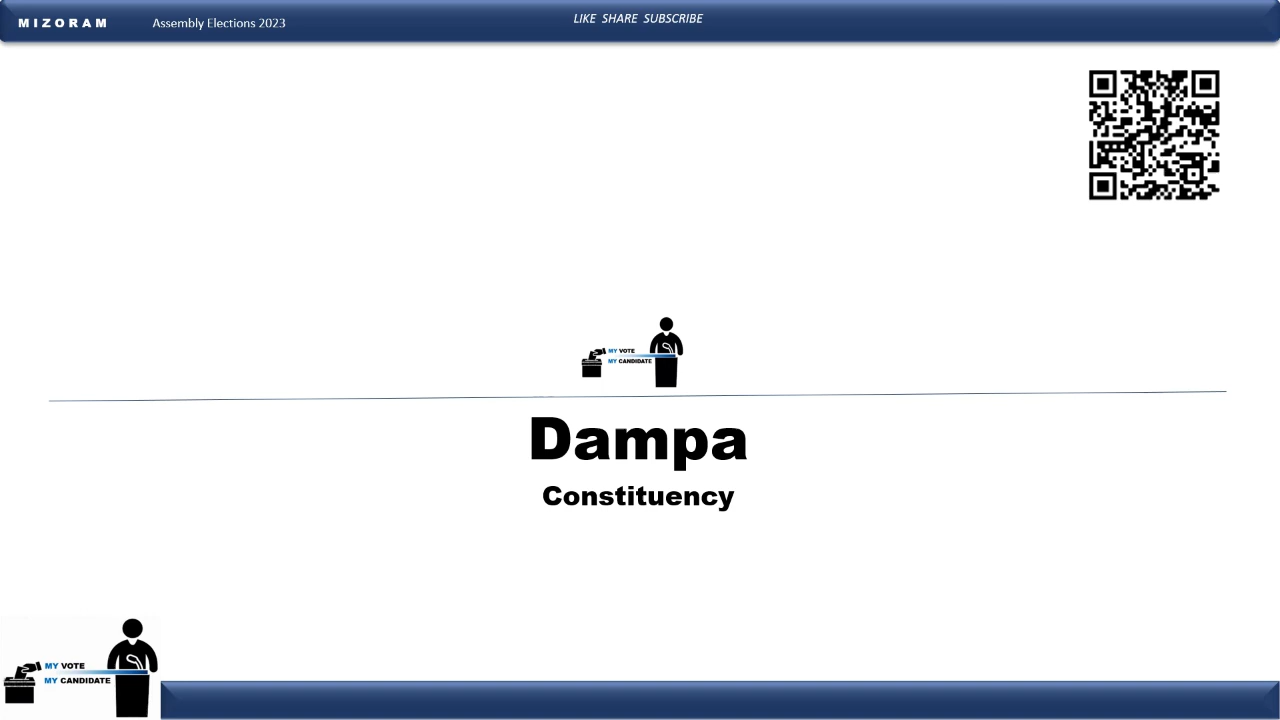 MIZORAM
Assembly Elections 2023
LIKE SHARE SUBSCRIBE
MY VOTE
MY CANDIDATE
Dampa
Constituency
MY VOTE
MY CANDIDATE